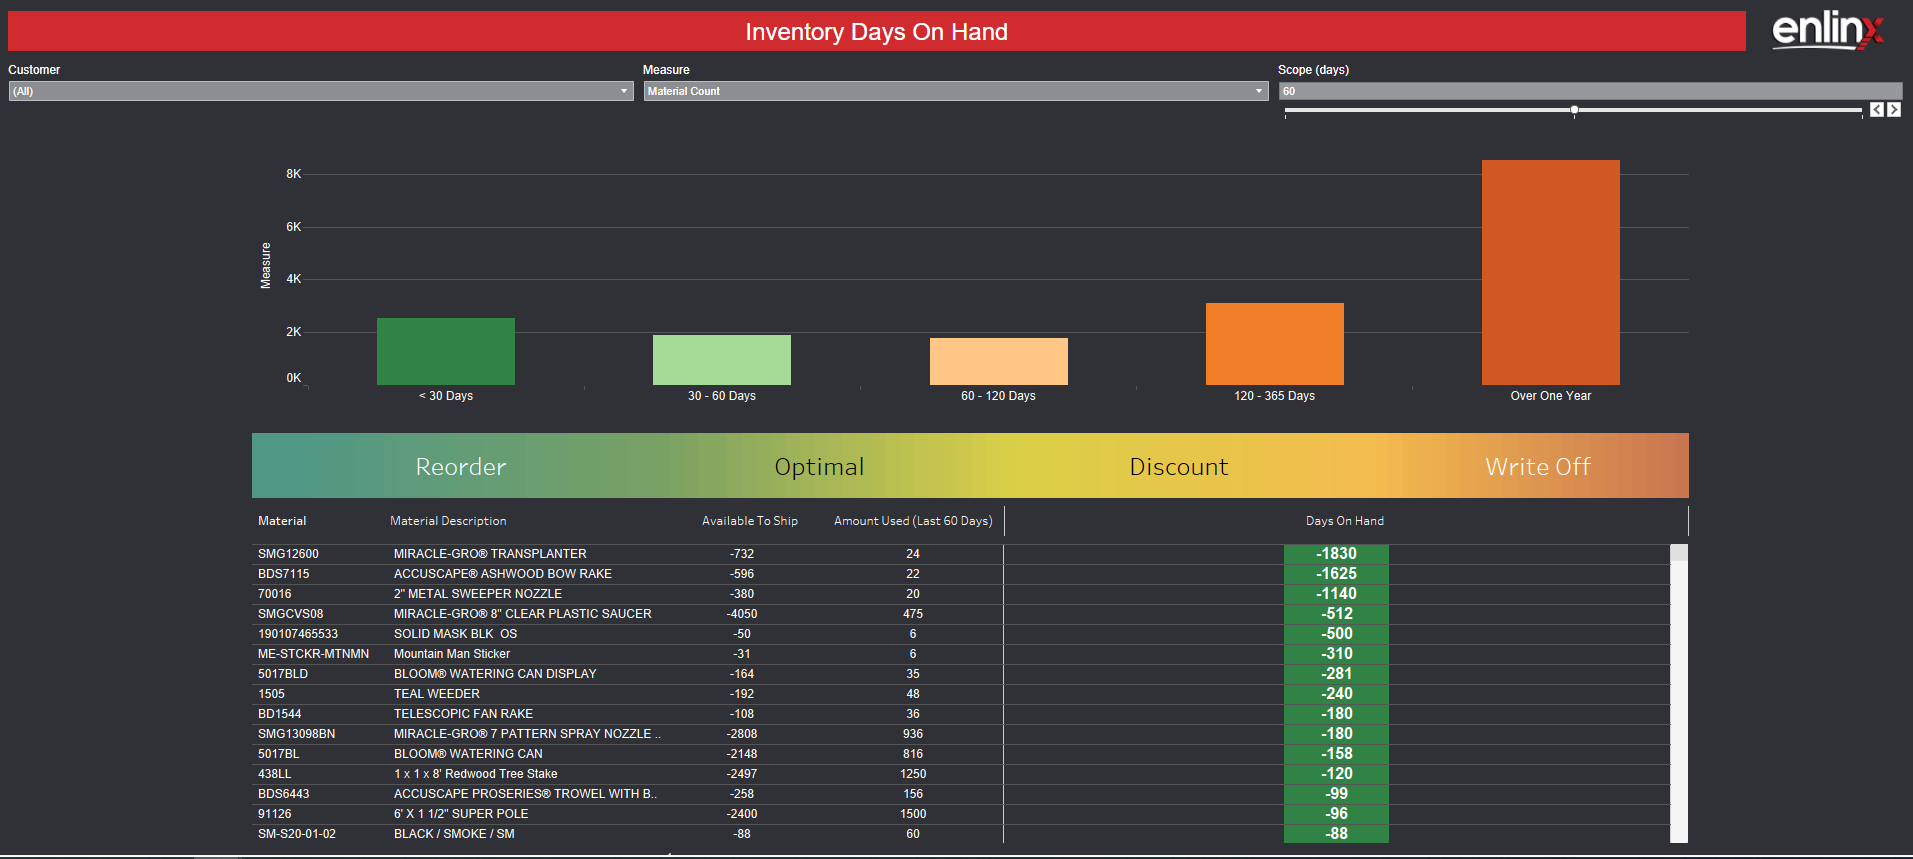 Inventory Days On Hand
enlinx
Customer
Measure
Scope (days)
(All)
Material Count
60
8K
6K
4K
2K
0K
Measure
< 30 Days
30 - 60 Days
60 - 120 Days
120 - 365 Days
Over One Year
Reorder Optimal Discount Write Off
Material Material Description Available To Ship Amount Used (Last 60 Days) Days On Hand
SMG12600 MIRACLE-GRO® TRANSPLANTER -732 24 -1830
BDS7115 ACCUSCAPE® ASHWOOD BOW RAKE -596 22 -1625
70016 2" METAL SWEEPER NOZZLE -380 20 -1140
SMGCVS08 MIRACLE-GRO® 8" CLEAR PLASTIC SAUCER -4050 475 -512
190107465533 SOLID MASK BLK  OS -50 6 -500
ME-STCKR-MTNMN Mountain Man Sticker -31 6 -310
5017BLD BLOOM® WATERING CAN DISPLAY -164 35 -281
1505 TEAL WEEDER -192 48 -240
BD1544 TELESCOPIC FAN RAKE -108 36 -180
SMG13098BN MIRACLE-GRO® 7 PATTERN SPRAY NOZZLE .. -2808 936 -180
5017BL BLOOM® WATERING CAN -2148 816 -158
438LL 1 x 1 x 8' Redwood Tree Stake -2497 1250 -120
BDS6443 ACCUSCAPE PROSERIES® TROWEL WITH B.. -258 156 -99
91126 6' X 1 1/2" SUPER POLE -2400 1500 -96
SM-S20-01-02 BLACK / SMOKE / SM -88 60 -88